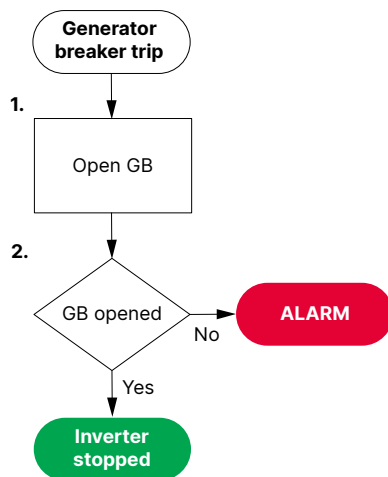 Generator
breaker trip
1.
Open GB
2.
GB opened
No
ALARM
Yes
Inverter
stopped